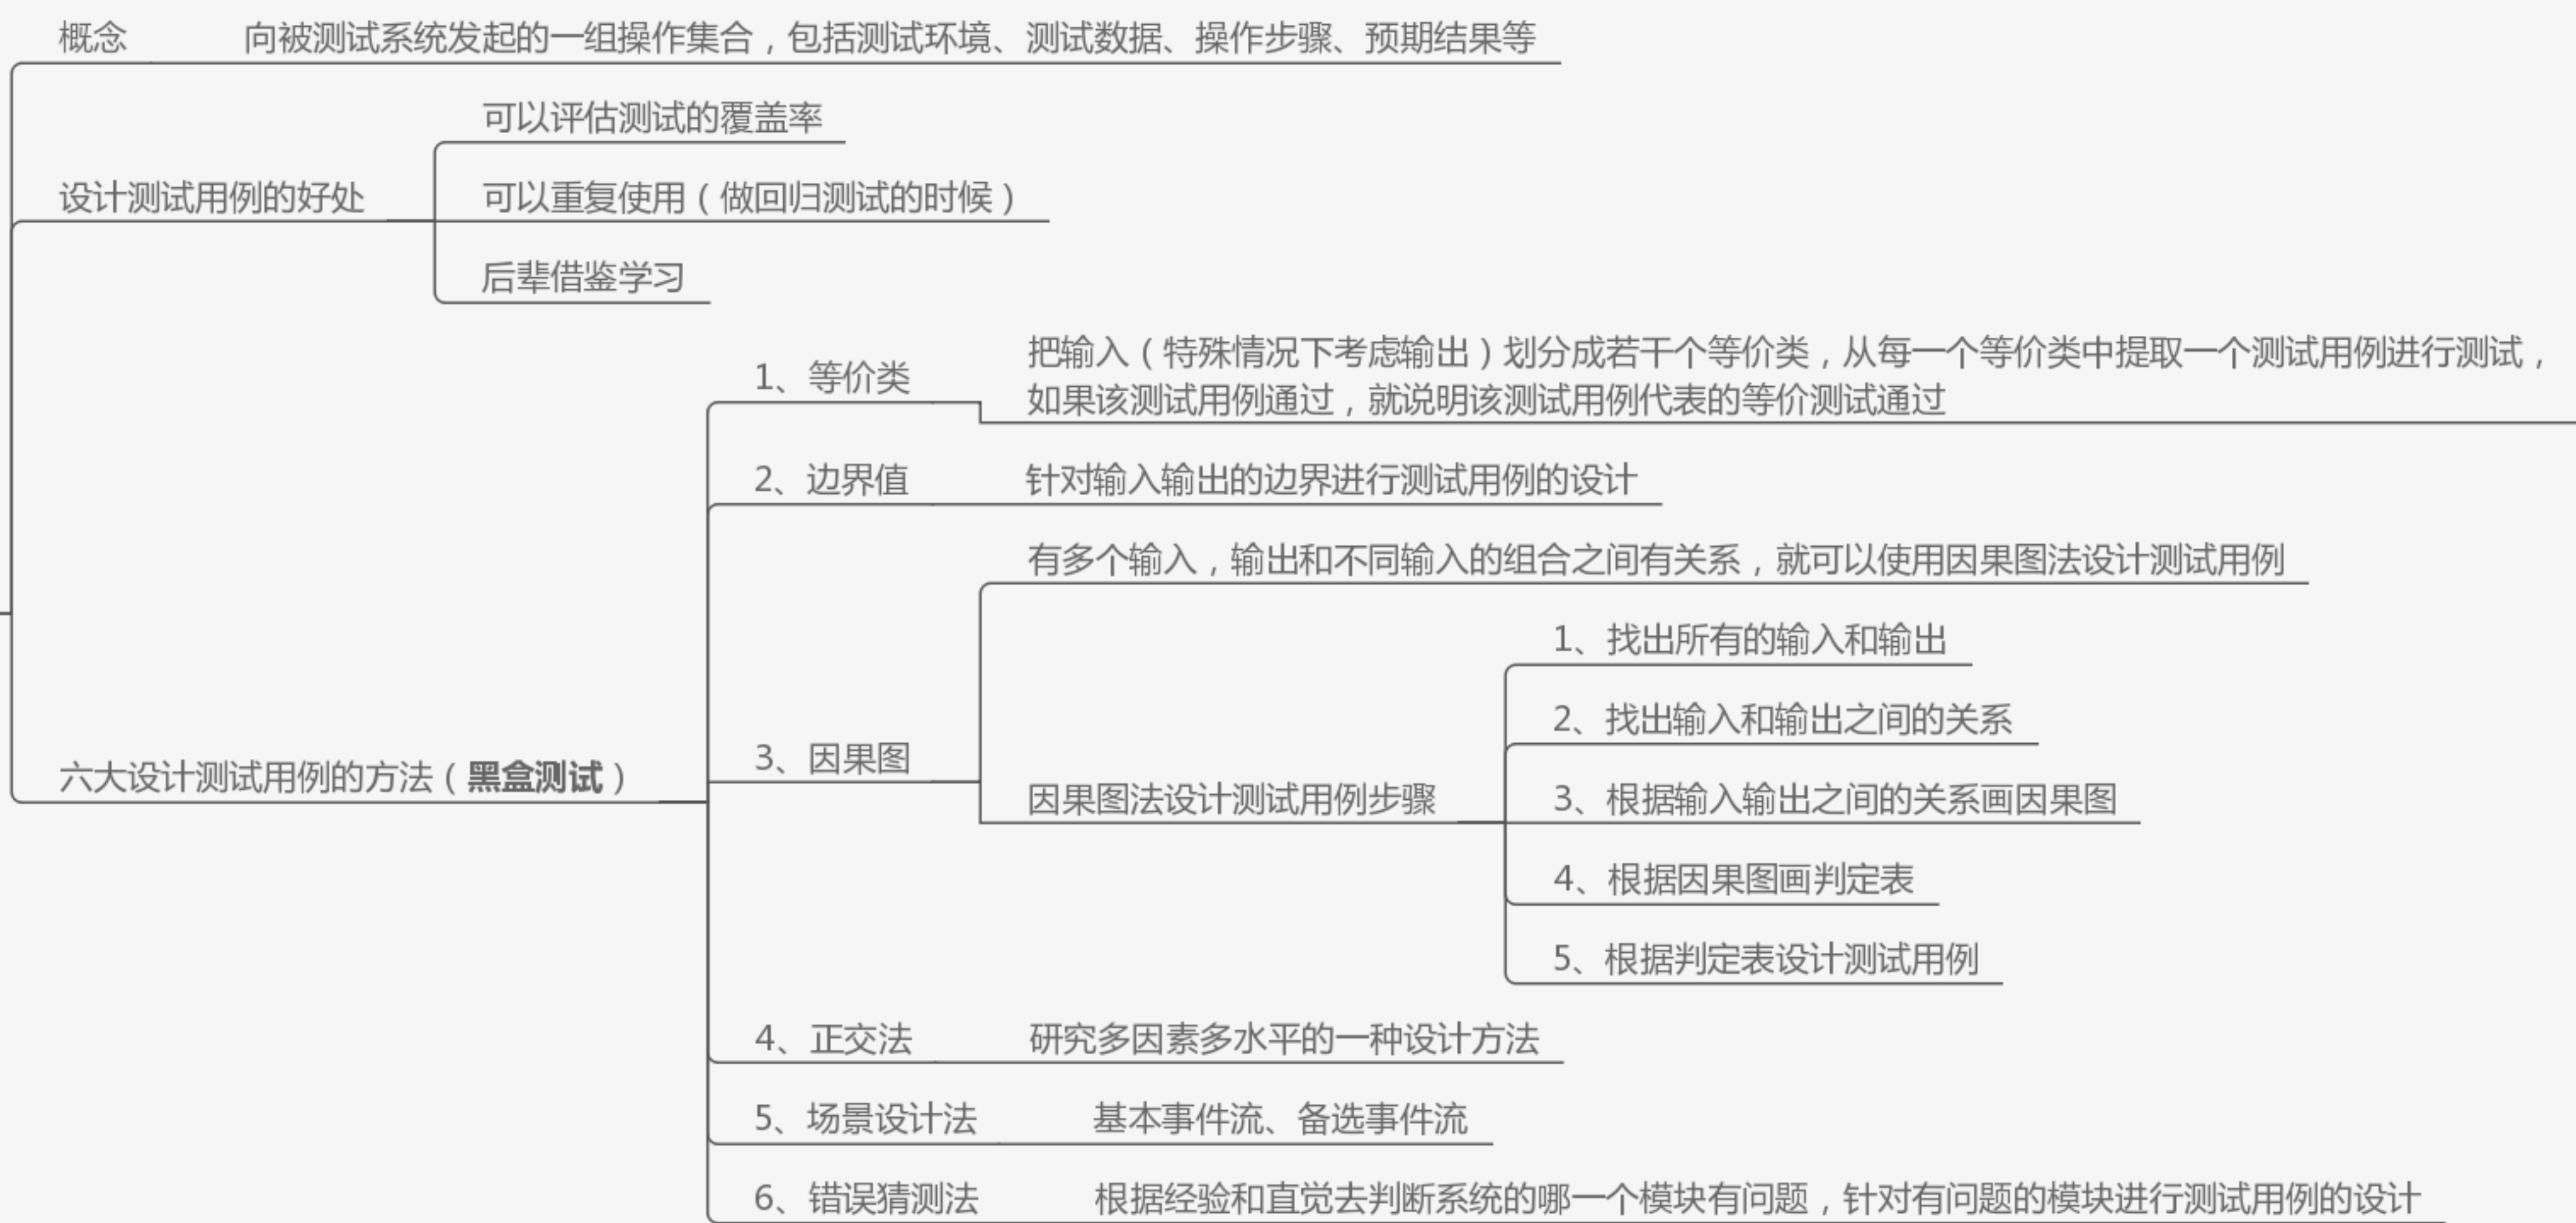 概念
向被测试系统发起的一组操作集合，包括测试环境、测试数据、操作步骤、预期结果等
设计测试用例的好处
可以评估测试的覆盖率
可以重复使用（做回归测试的时候）
后辈借鉴学习
六大设计测试用例的方法（黑盒测试）
1、等价类
把输入（特殊情况下考虑输出）划分成若干个等价类，从每一个等价类中提取一个测试用例进行测试，
如果该测试用例通过，就说明该测试用例代表的等价测试通过
2、边界值
针对输入输出的边界进行测试用例的设计
3、因果图
有多个输入，输出和不同输入的组合之间有关系，就可以使用因果图法设计测试用例
因果图法设计测试用例步骤
1、找出所有的输入和输出
2、找出输入和输出之间的关系
3、根据输入输出之间的关系画因果图
4、根据因果图画判定表
5、根据判定表设计测试用例
4、正交法
研究多因素多水平的一种设计方法
5、场景设计法
基本事件流、备选事件流
6、错误猜测法
根据经验和直觉去判断系统的哪一个模块有问题，针对有问题的模块进行测试用例的设计